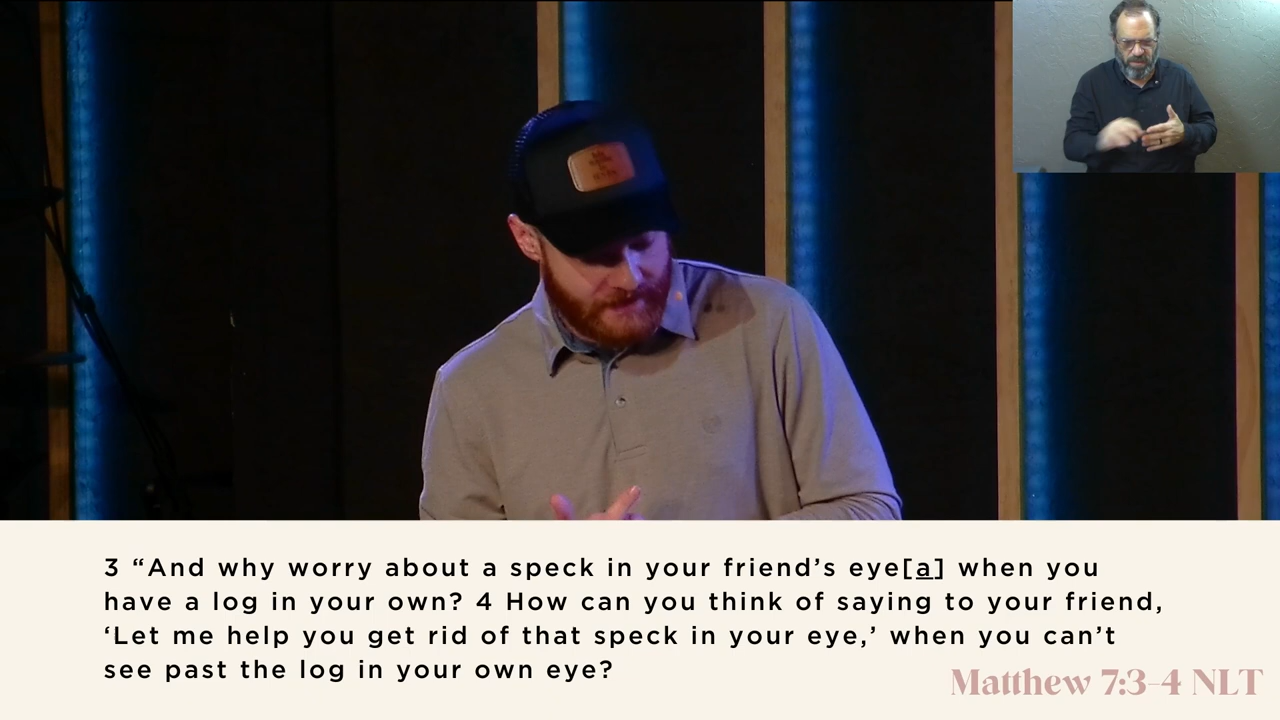 3 “And why worry about a speck in your friend’s eye[a] when you
have a log in your own? 4 How can you think of saying to your friend,
‘Let me help you get rid of that speck in your eye,’ when you can’t
see past the log in your own eye?
Matthew 7:3-4 NLT